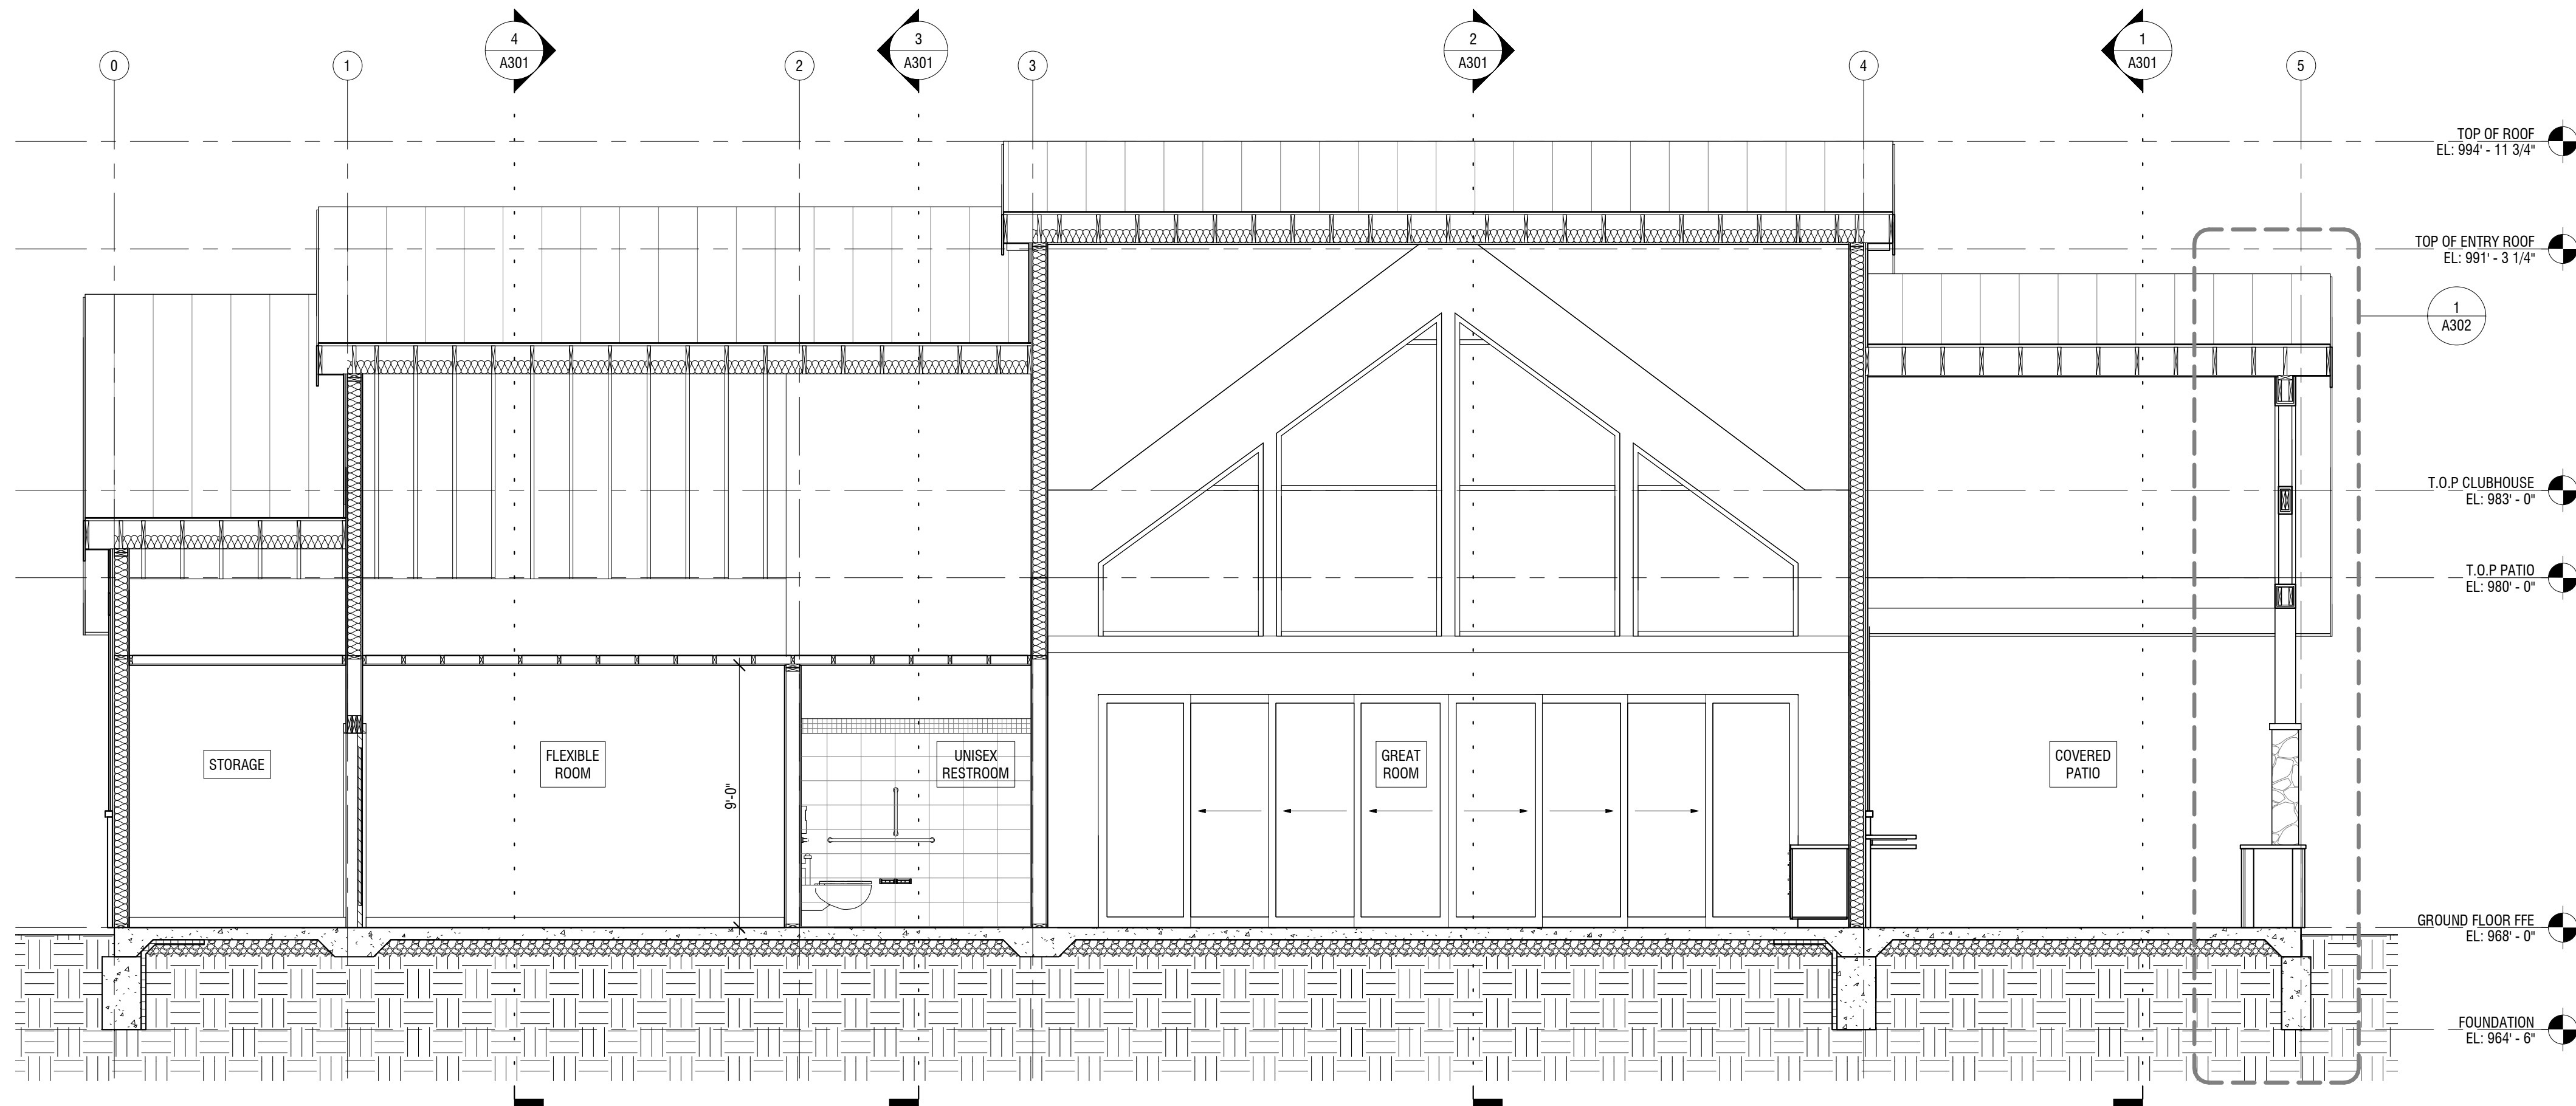 4
A301
3
A301
2
A301
1
A301
0
1
2
3
4
5
TOP OF ROOF
EL: 994' - 11 3/4"
TOP OF ENTRY ROOF
EL: 991' - 3 1/4"
1
A302
T.O.P CLUBHOUSE
EL: 983' - 0"
T.O.P PATIO
EL: 980' - 0"
STORAGE
FLEXIBLE
ROOM
9'-0"
UNISEX
RESTROOM
GREAT
ROOM
COVERED
PATIO
GROUND FLOOR FFE
EL: 968' - 0"
FOUNDATION
EL: 964' - 6"